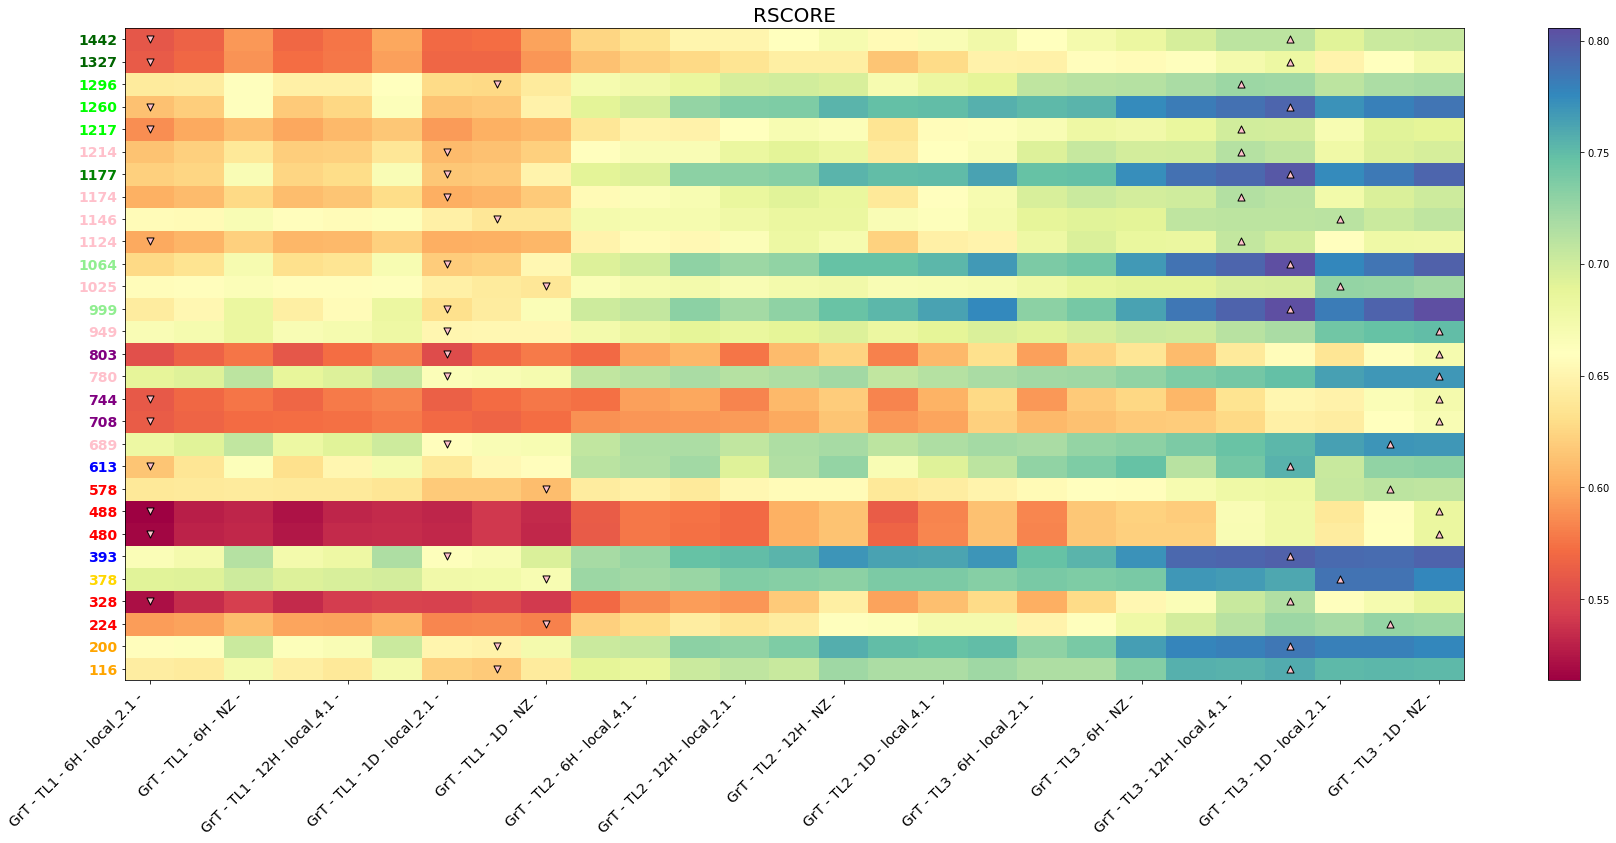 RSCORE
1442
1327
1296
1260
1217
1214
1177
1174
1146
1124
1064
1025
999
949
803
780
744
708
689
613
578
488
480
393
378
328
224
200
116
0.80
0.75
0.70
0.65
0.60
0.55
GrT - TL1 - 6H - local_2.1 -
GrT - TL1 - 6H - NZ -
GrT - TL1 - 12H - local_4.1 -
GrT - TL1 - 1D - local_2.1 -
GrT - TL1 - 1D - NZ -
GrT - TL2 - 6H - local_4.1 -
GrT - TL2 - 12H - local_2.1 -
GrT - TL2 - 12H - NZ -
GrT - TL2 - 1D - local_4.1 -
GrT - TL3 - 6H - local_2.1 -
GrT - TL3 - 6H - NZ -
GrT - TL3 - 12H - local_4.1 -
GrT - TL3 - 1D - local_2.1 -
GrT - TL3 - 1D - NZ -